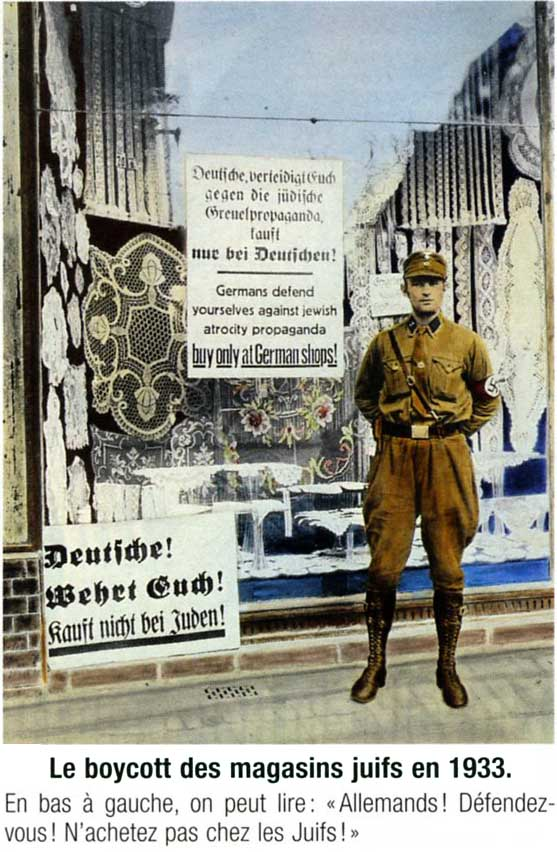 Deutsche, verteidigt Euch
gegen die jüdische
Greuelpropaganda,
kauft
nur bei Deutschen!
Germans defend
yourselves against jewish
atrocity propaganda
buy only at German shops!
Deutsche!
Wehrt Euch!
Kauft nicht bei Juden!
Le boycott des magasins juifs en 1933.
En bas à gauche, on peut lire : « Allemands ! Défendez-
vous ! N'achetez pas chez les Juifs ! »